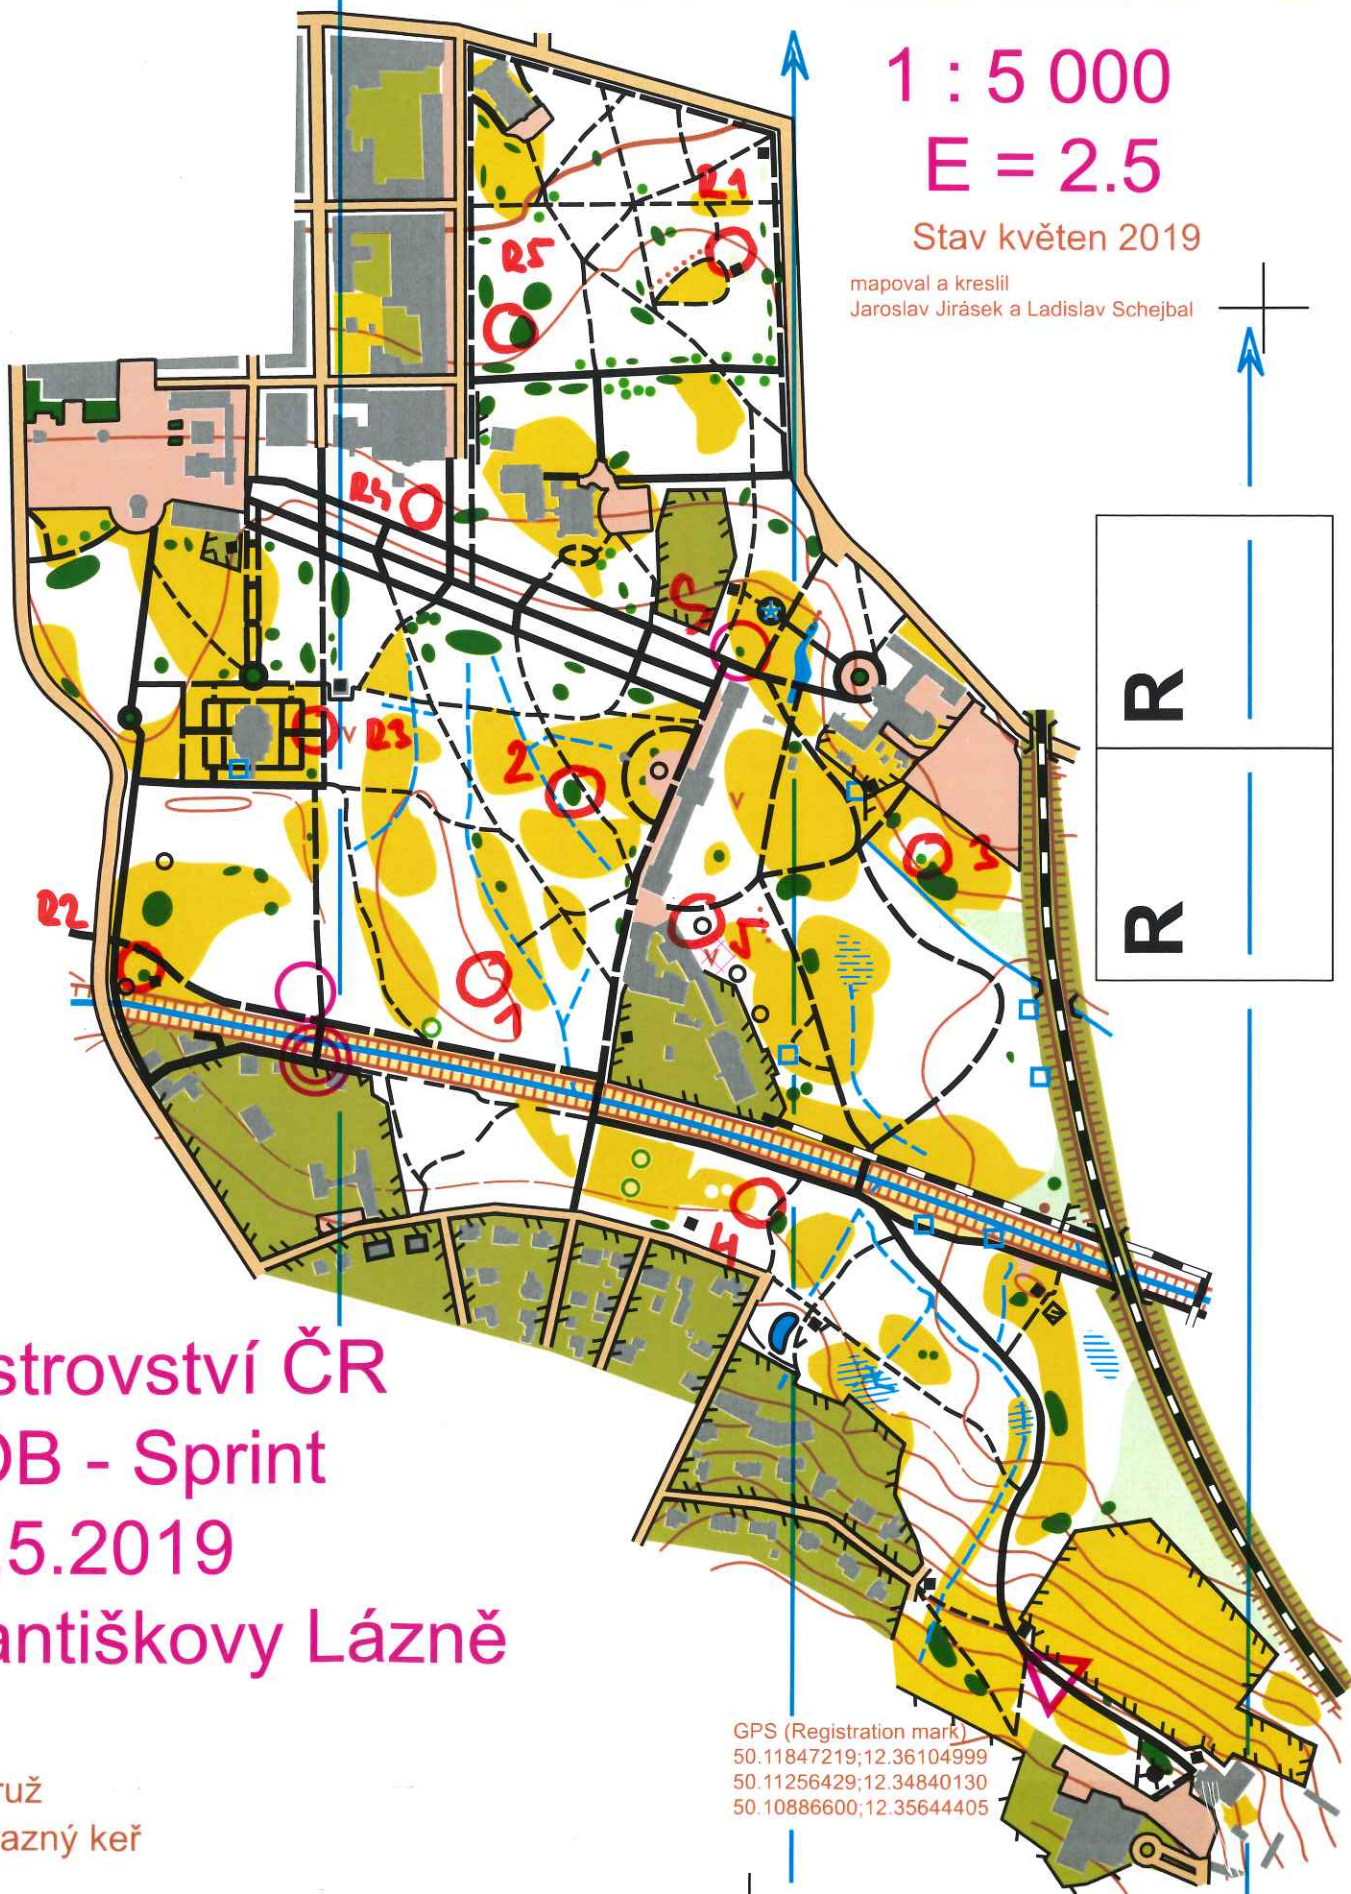 1 : 5 000
E = 2.5
Stav květen 2019
mapoval a kreslil
Jaroslav Jirásek a Ladislav Schejbal
R1
R5
R4
S
R3
2
3
R2
5
1
4
R
R
strovství ČR
OB - Sprint
.5.2019
antiškovy Lázně
GPS (Registration mark)
50.11847219;12.36104999
50.11256429;12.34840130
50.10886600;12.35644405
ruž
azný keř